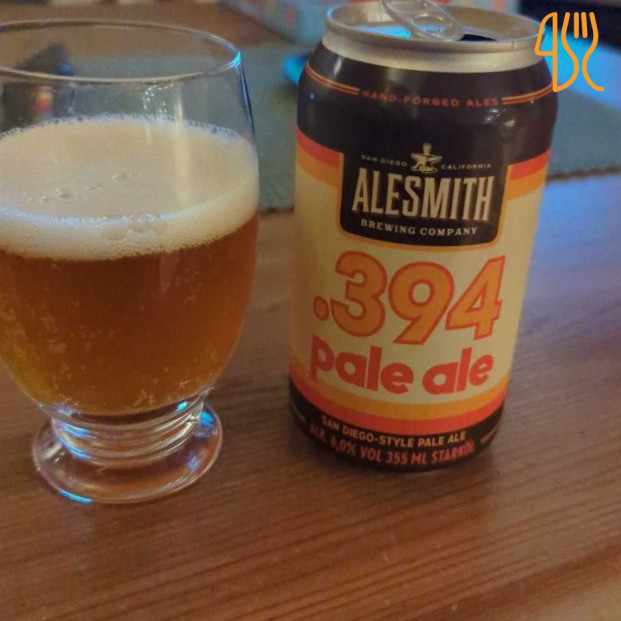 HAND-FORGED ALES
SAN DIEGO CALIFORNIA
ALESMITH
BREWING COMPANY
.394
pale ale
SAN DIEGO-STYLE PALE ALE
ALK. 6,0% VOL 355 ML STARKÖL